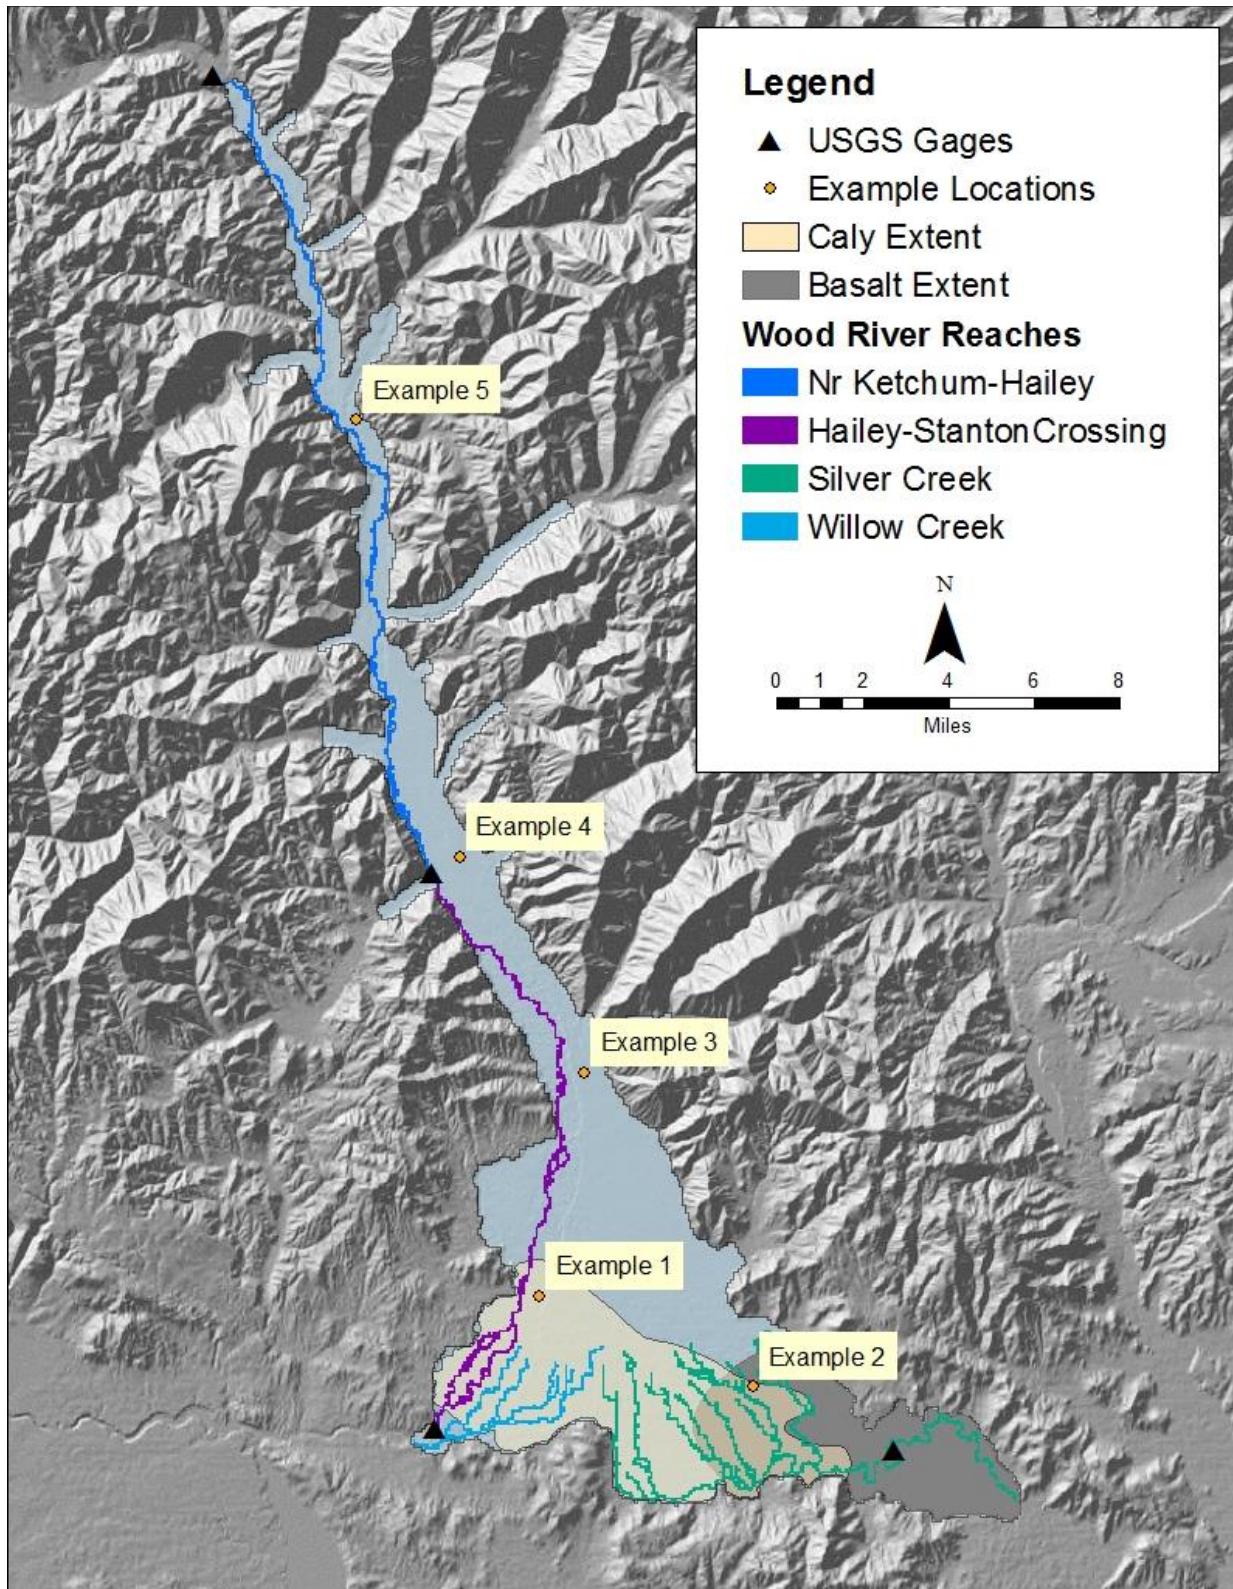 Legend
USGS Gages
Example Locations
Caly Extent
Basalt Extent
Wood River Reaches
Nr Ketchum-Hailey
Hailey-StantonCrossing
Silver Creek
Willow Creek
N
0 1 2 4 6 8
Miles
Example 5
Example 4
Example 3
Example 1
Example 2